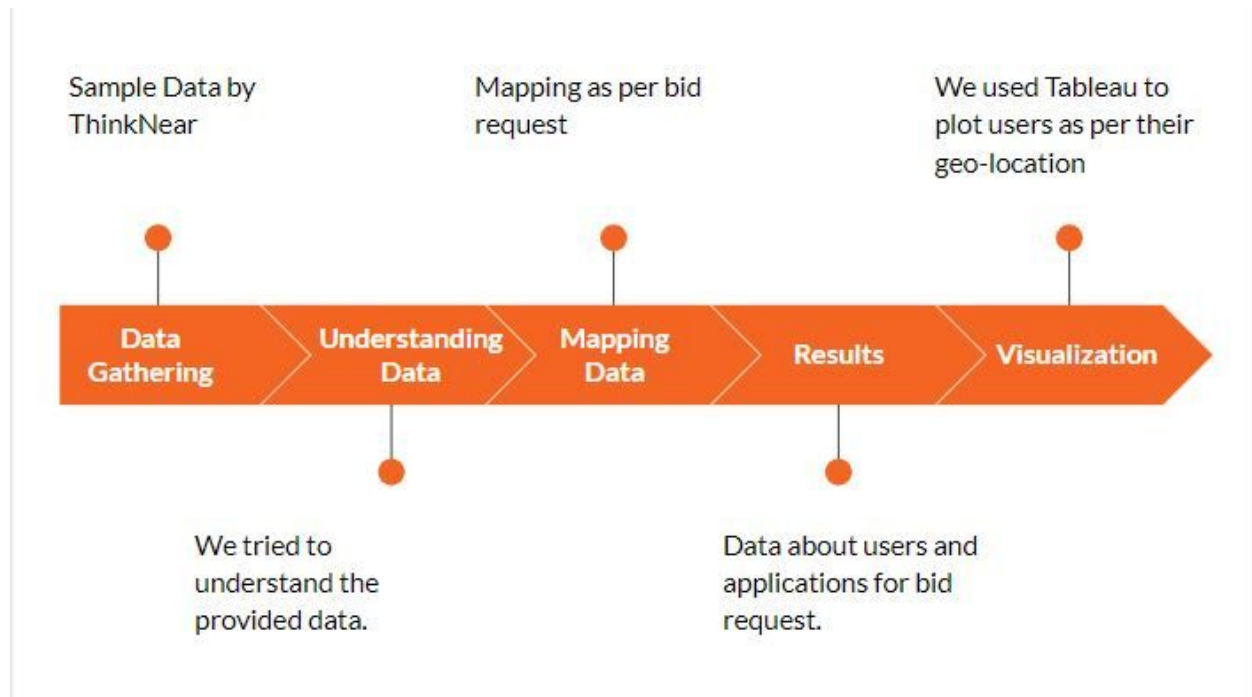 Sample Data by
ThinkNear
Mapping as per bid
request
We used Tableau to
plot users as per their
geo-location
Data
Gathering
Understanding
Data
Mapping
Data
Results
Visualization
We tried to
understand the
provided data.
Data about users and
applications for bid
request.